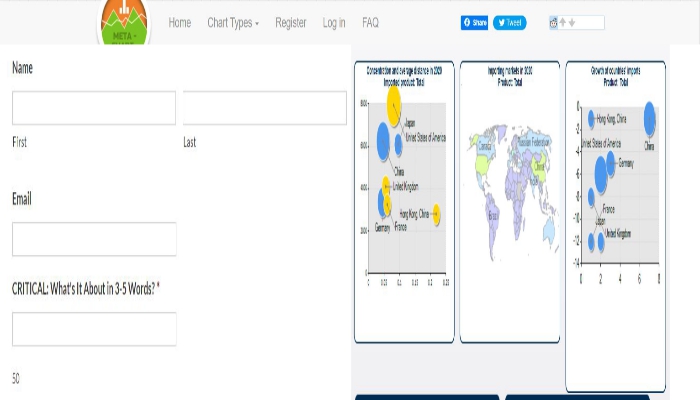 META -
Home Chart Types Register Log in FAQ
Share Tweet
Name
First Last
Email
CRITICAL: What's It About in 3-5 Words? *
50
Concentration and average distance in 2020
Imported product: Total
8000
6000
4000
2000
0
0 0.05 0.1 0.15 0.2 0.25
Japan
United States of America
China
United Kingdom
Hong Kong, China
Germany
France
Importing markets in 2020
Product: Total
Canada
Russian Federation
China
Brazil
Growth of countries' imports
Product: Total
0
-2
-4
-6
-8
-10
-12
-14
0 2 4 6 8
Hong Kong, China
China
United States of America
Germany
France
Japan
United Kingdom